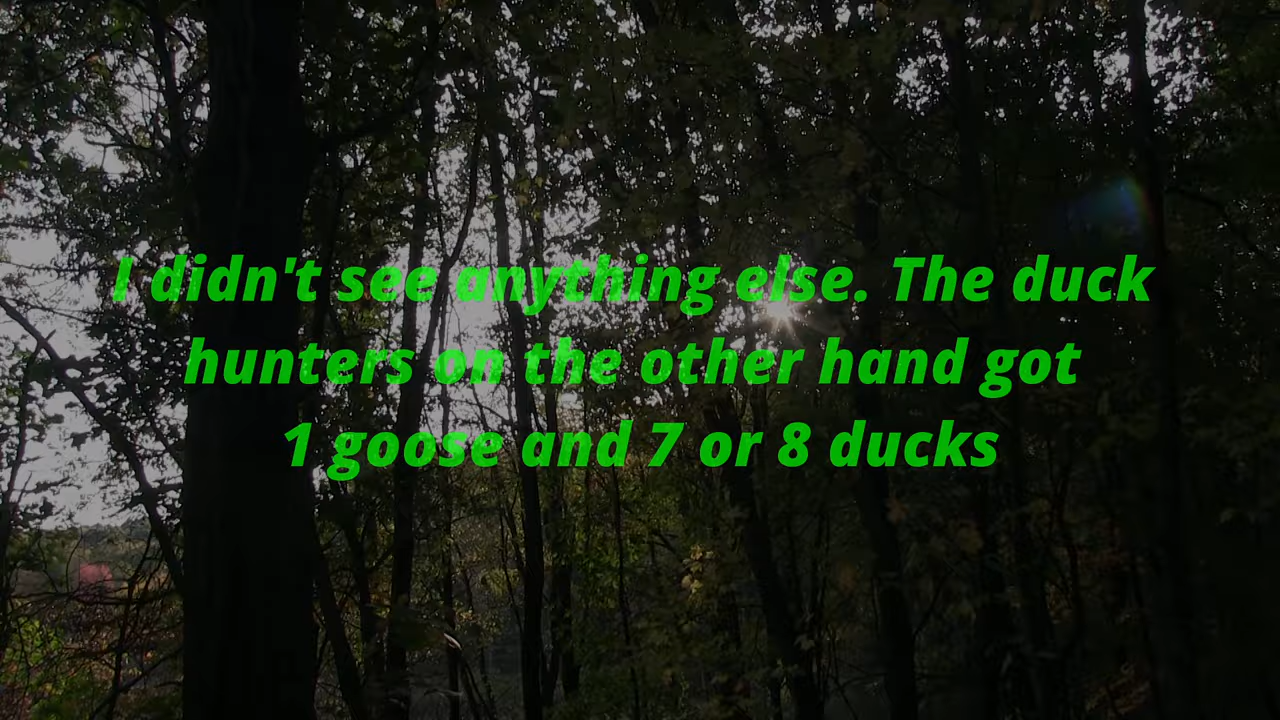 I didn't see anything else. The duck
hunters on the other hand got
1 goose and 7 or 8 ducks